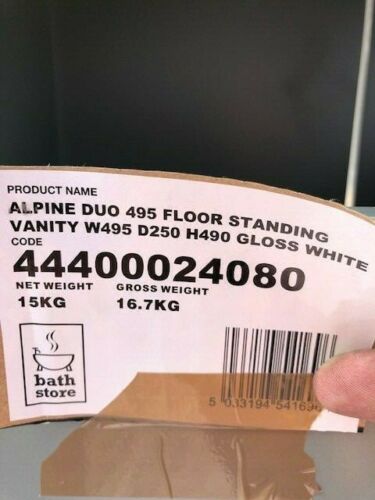 PRODUCT NAME
ALPINE DUO 495 FLOOR STANDING
VANITY W495 D250 H490 GLOSS WHITE
CODE
44400024080
NET WEIGHT GROSS WEIGHT
15KG 16.7KG
bath
store